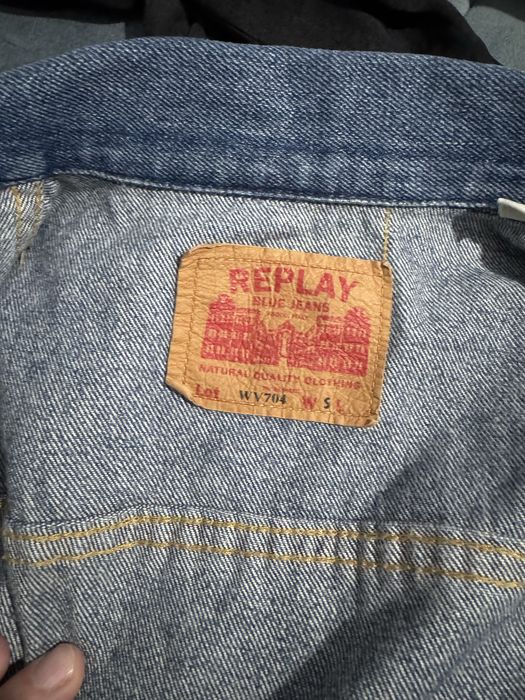 REPLAY
BLUE JEANS
NATURAL QUALITY CLOTHING
Lot WV704 W S L